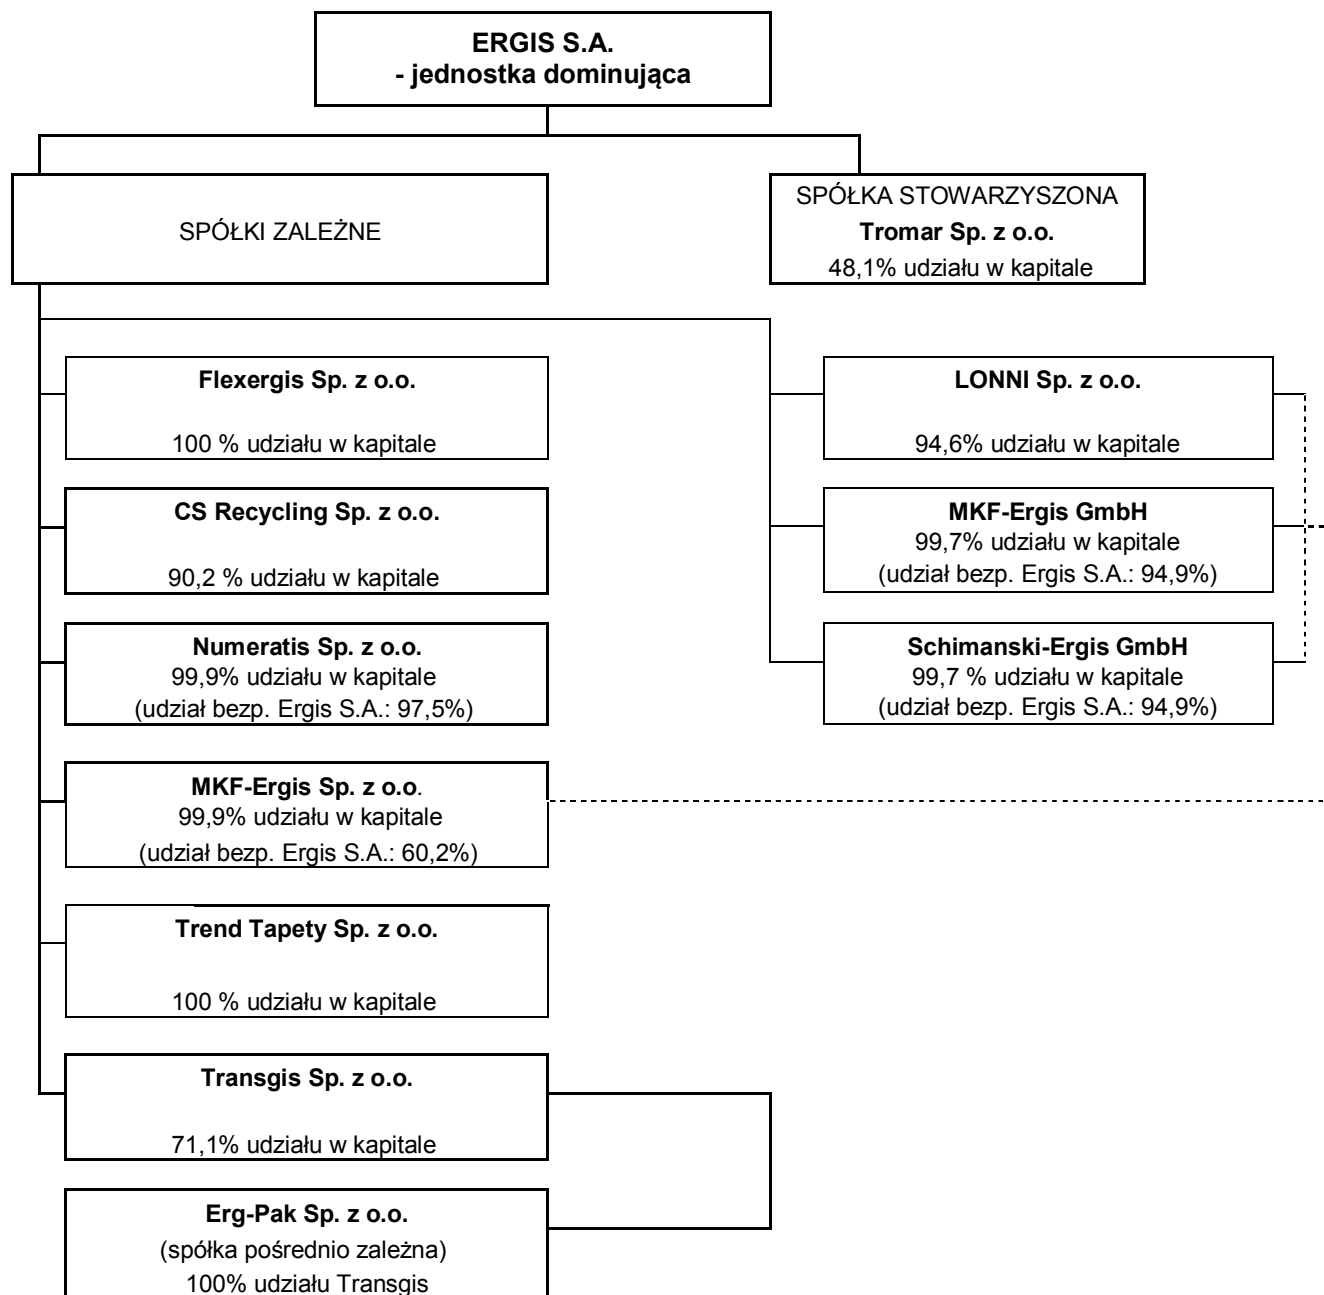 ERGIS S.A.
- jednostka dominująca
SPÓŁKI ZALEŻNE
SPÓŁKA STOWARZYSZONA
Tromar Sp. z o.o.
48,1% udziału w kapitale
Flexergis Sp. z o.o.
100 % udziału w kapitale
CS Recycling Sp. z o.o.
90,2 % udziału w kapitale
Numeratis Sp. z o.o.
99,9% udziału w kapitale
(udział bezp. Ergis S.A.: 97,5%)
MKF-Ergis Sp. z o.o.
99,9% udziału w kapitale
(udział bezp. Ergis S.A.: 60,2%)
Trend Tapety Sp. z o.o.
100 % udziału w kapitale
Transgis Sp. z o.o.
71,1% udziału w kapitale
Erg-Pak Sp. z o.o.
(spółka pośrednio zależna)
100% udziału Transgis
LONNI Sp. z o.o.
94,6% udziału w kapitale
MKF-Ergis GmbH
99,7% udziału w kapitale
(udział bezp. Ergis S.A.: 94,9%)
Schimanski-Ergis GmbH
99,7 % udziału w kapitale
(udział bezp. Ergis S.A.: 94,9%)